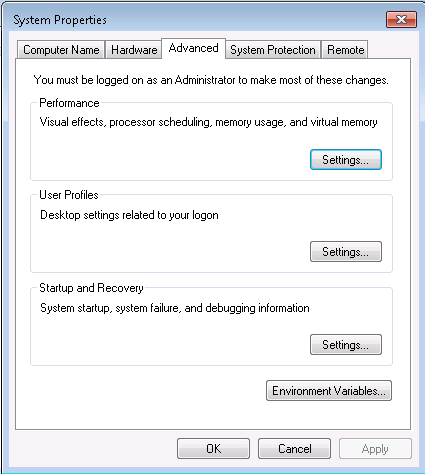 System Properties
Computer Name Hardware Advanced System Protection Remote
You must be logged on as an Administrator to make most of these changes.
Performance
Visual effects, processor scheduling, memory usage, and virtual memory
Settings...
User Profiles
Desktop settings related to your logon
Settings...
Startup and Recovery
System startup, system failure, and debugging information
Settings...
Environment Variables...
OK Cancel Apply